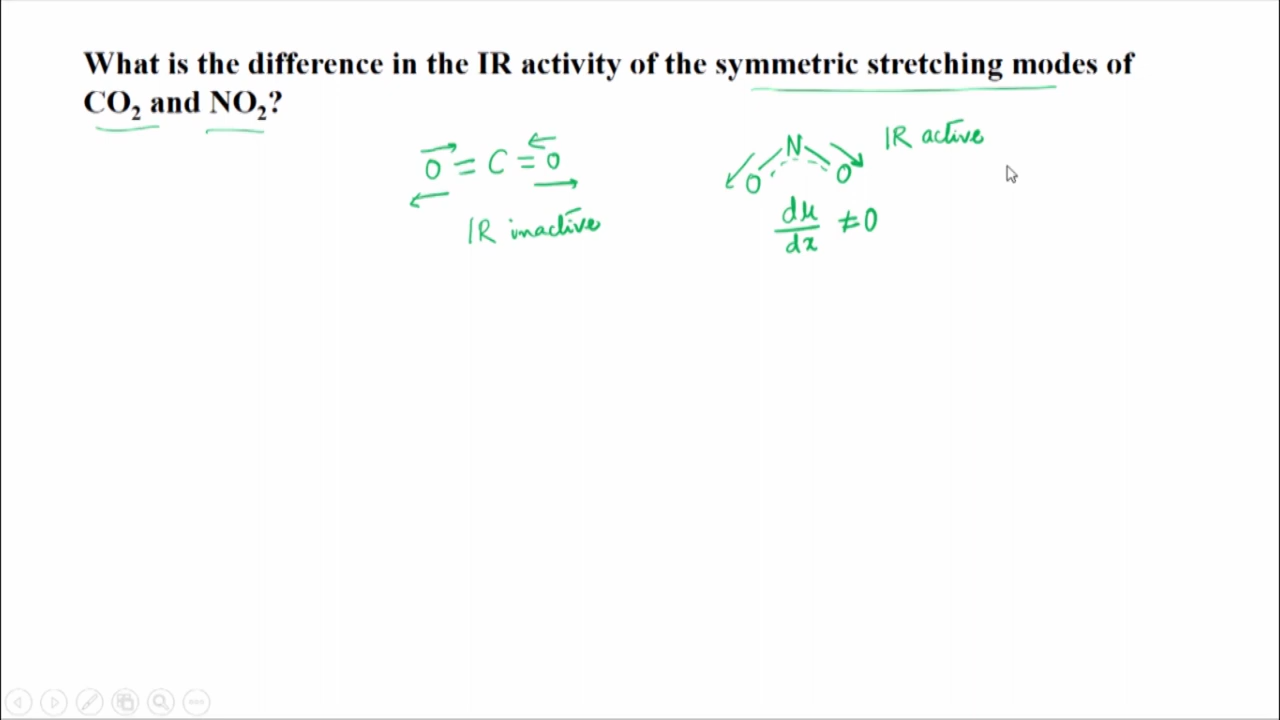 What is the difference in the IR activity of the symmetric stretching modes of
CO₂ and NO₂?
O = C = O
IR inactive
N
O O
IR active
dμ
dx
≠ 0